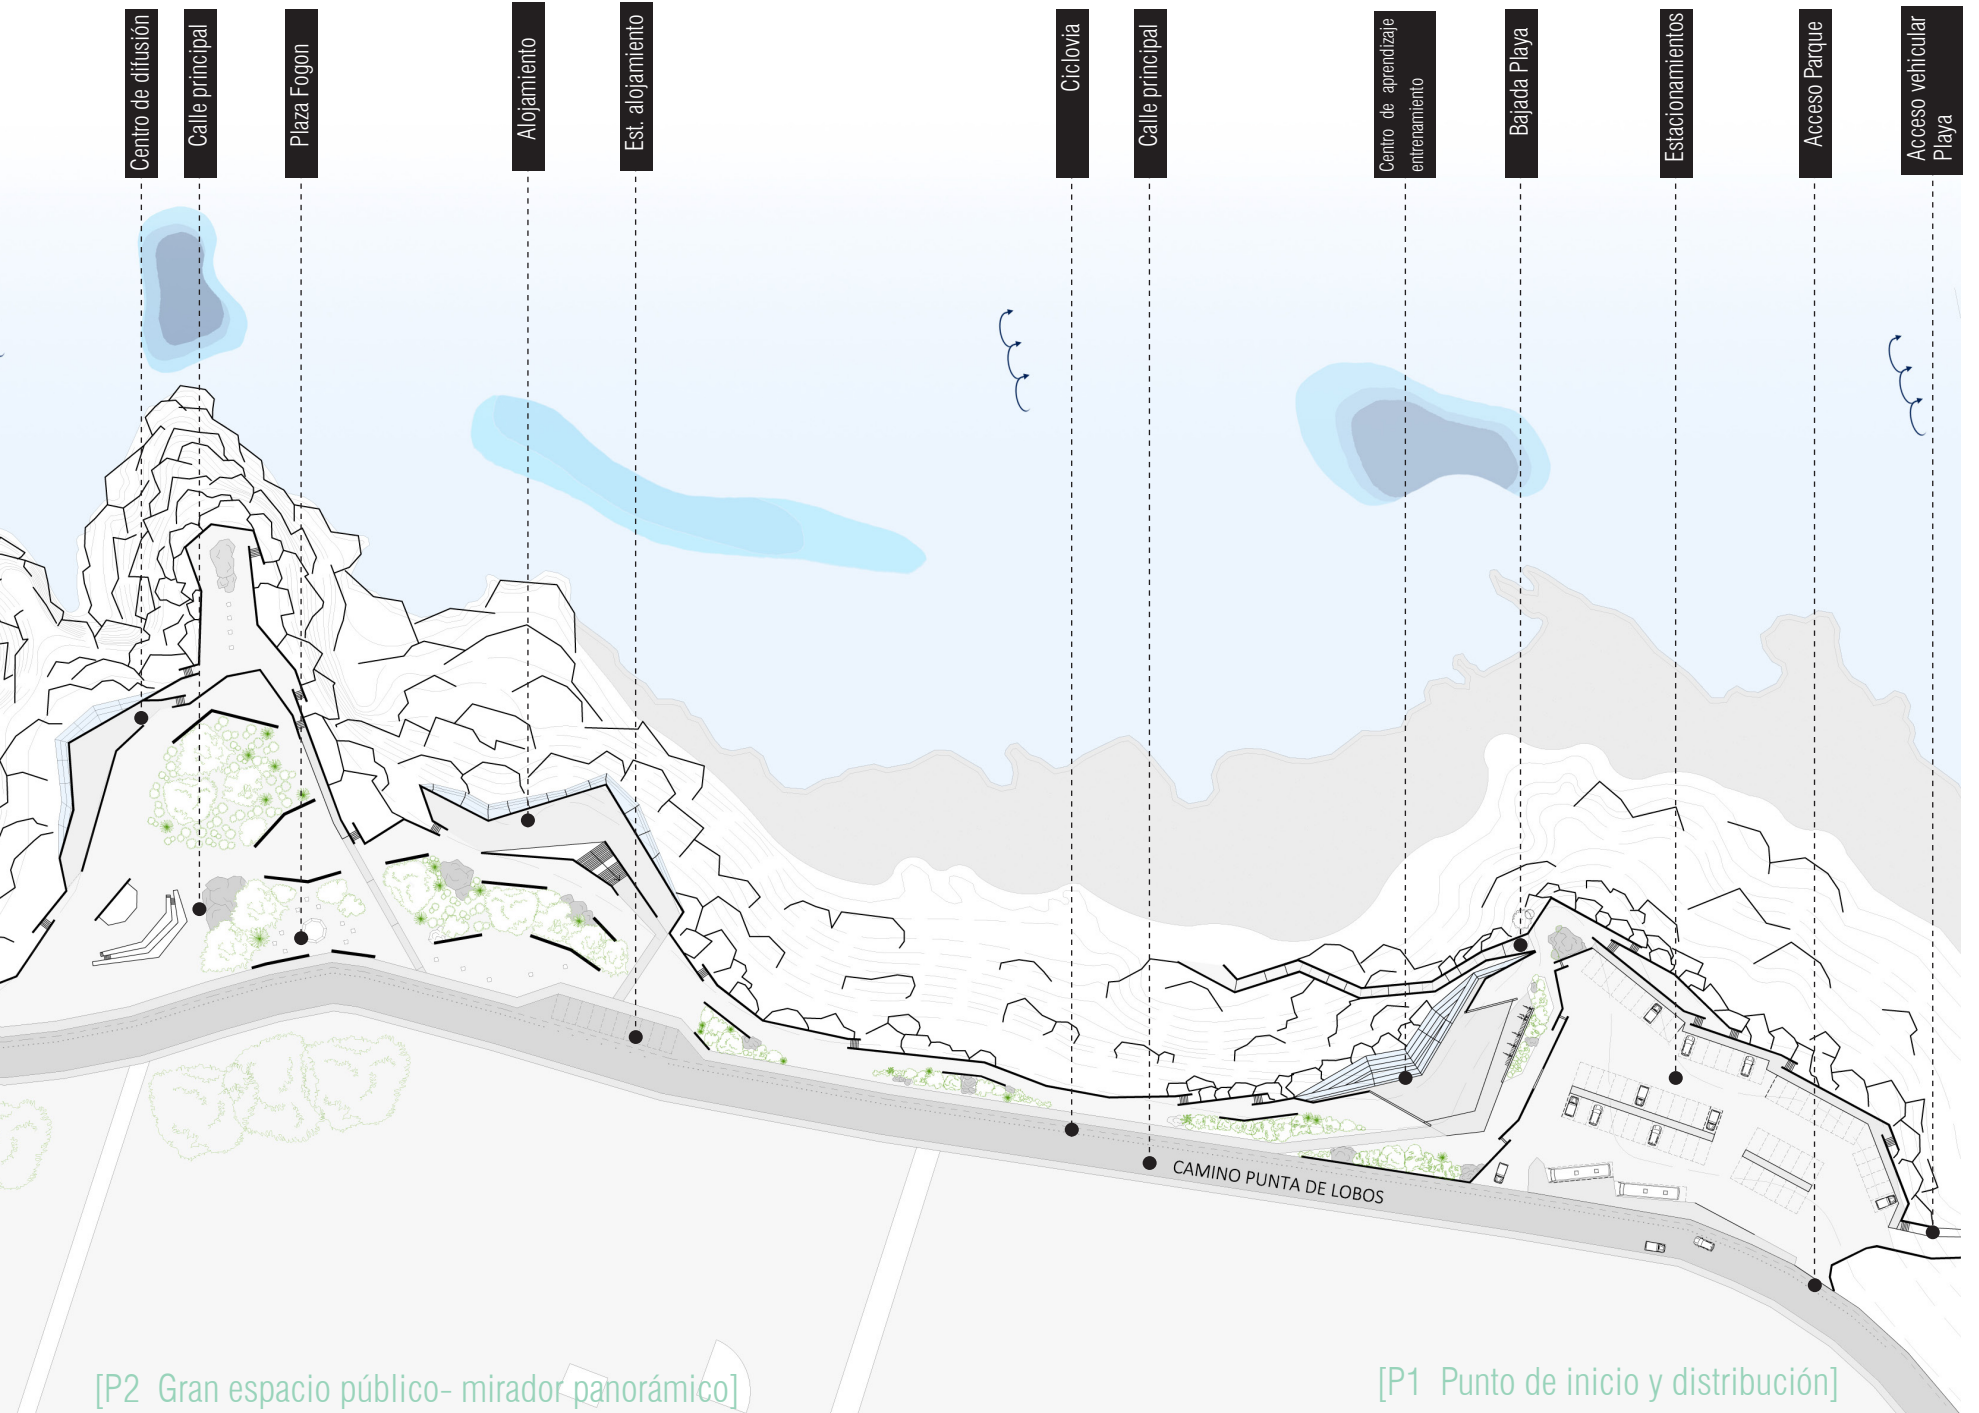 Centro de difusión
Calle principal
Plaza Fogon
Alojamiento
Est. alojamiento
Ciclovia
Calle principal
Centro de aprendizaje
entrenamiento
Bajada Playa
Estacionamientos
Acceso Parque
Acceso vehicular
Playa
CAMINO PUNTA DE LOBOS
[P2 Gran espacio público- mirador panorámico]
[P1 Punto de inicio y distribución]